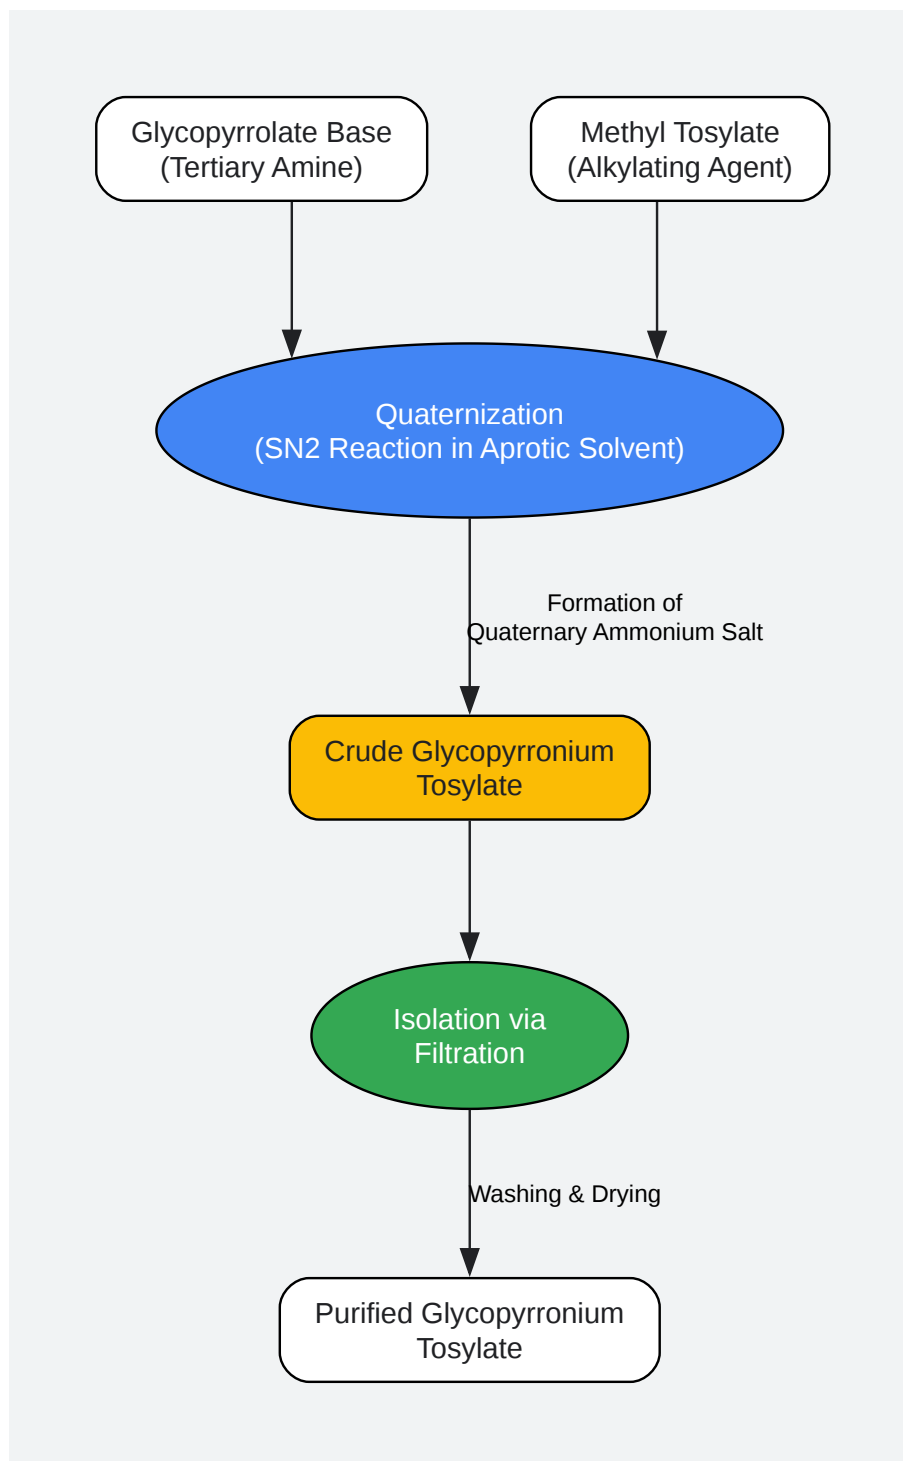 Glycopyrrolate Base
(Tertiary Amine)
Methyl Tosylate
(Alkylating Agent)
Quaternization
(SN2 Reaction in Aprotic Solvent)
Formation of
Quaternary Ammonium Salt
Crude Glycopyrronium
Tosylate
Isolation via
Filtration
Washing & Drying
Purified Glycopyrronium
Tosylate